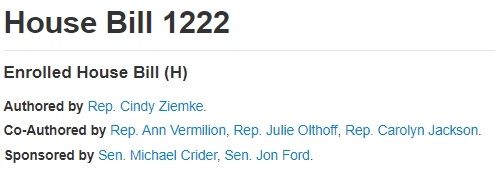 House Bill 1222
Enrolled House Bill (H)
Authored by Rep. Cindy Ziemke.
Co-Authored by Rep. Ann Vermilion, Rep. Julie Olthoff, Rep. Carolyn Jackson.
Sponsored by Sen. Michael Crider, Sen. Jon Ford.